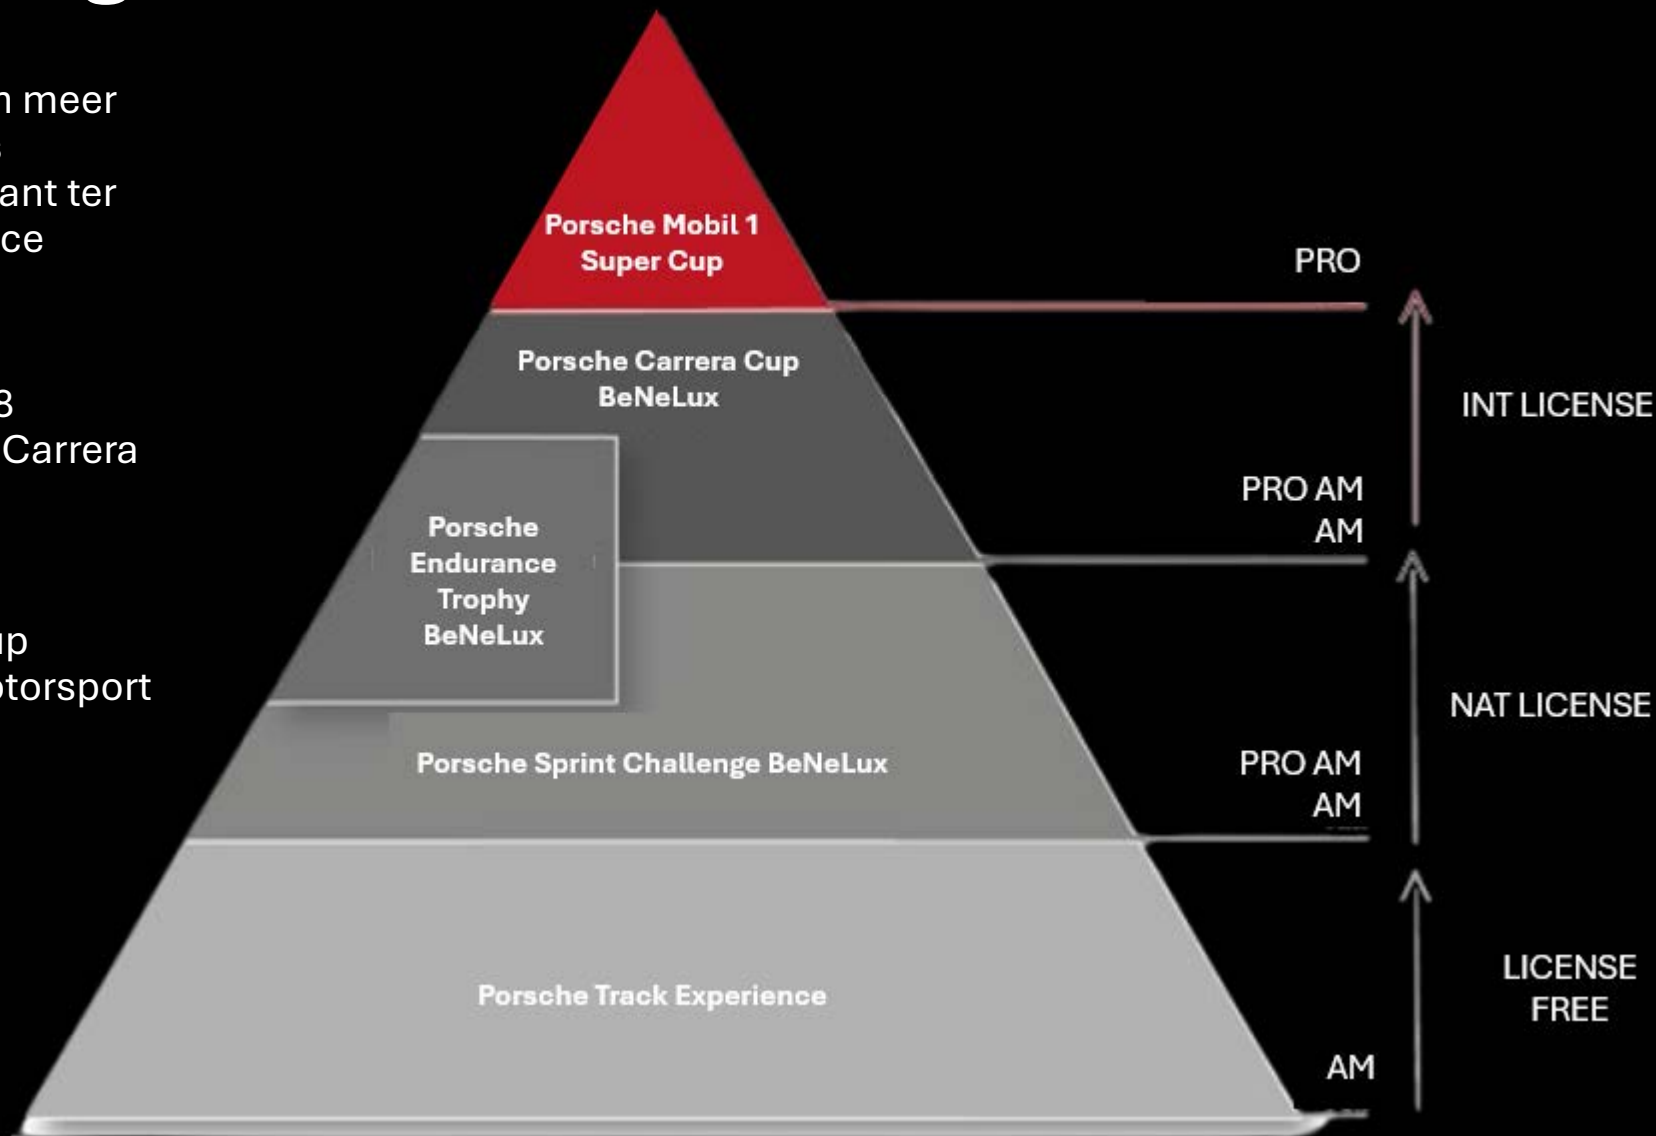 meer
ant ter
ce
8
Carrera
up
otorsport
Porsche Mobil 1
Super Cup
Porsche Carrera Cup
BeNeLux
Porsche
Endurance
Trophy
BeNeLux
Porsche Sprint Challenge BeNeLux
Porsche Track Experience
PRO
PRO AM
AM
PRO AM
AM
AM
INT LICENSE
NAT LICENSE
LICENSE
FREE